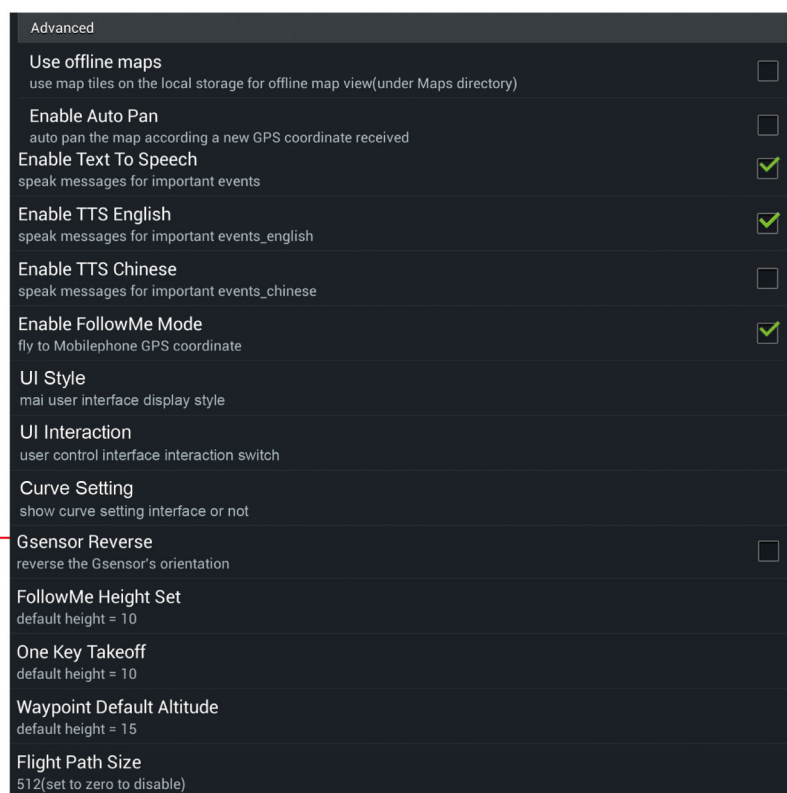 Advanced
Use offline maps
use map tiles on the local storage for offline map view(under Maps directory)
Enable Auto Pan
auto pan the map according a new GPS coordinate received
Enable Text To Speech
speak messages for important events
Enable TTS English
speak messages for important events_english
Enable TTS Chinese
speak messages for important events_chinese
Enable FollowMe Mode
fly to Mobilephone GPS coordinate
UI Style
mai user interface display style
UI Interaction
user control interface interaction switch
Curve Setting
show curve setting interface or not
Gsensor Reverse
reverse the Gsensor's orientation
FollowMe Height Set
default height = 10
One Key Takeoff
default height = 10
Waypoint Default Altitude
default height = 15
Flight Path Size
512(set to zero to disable)